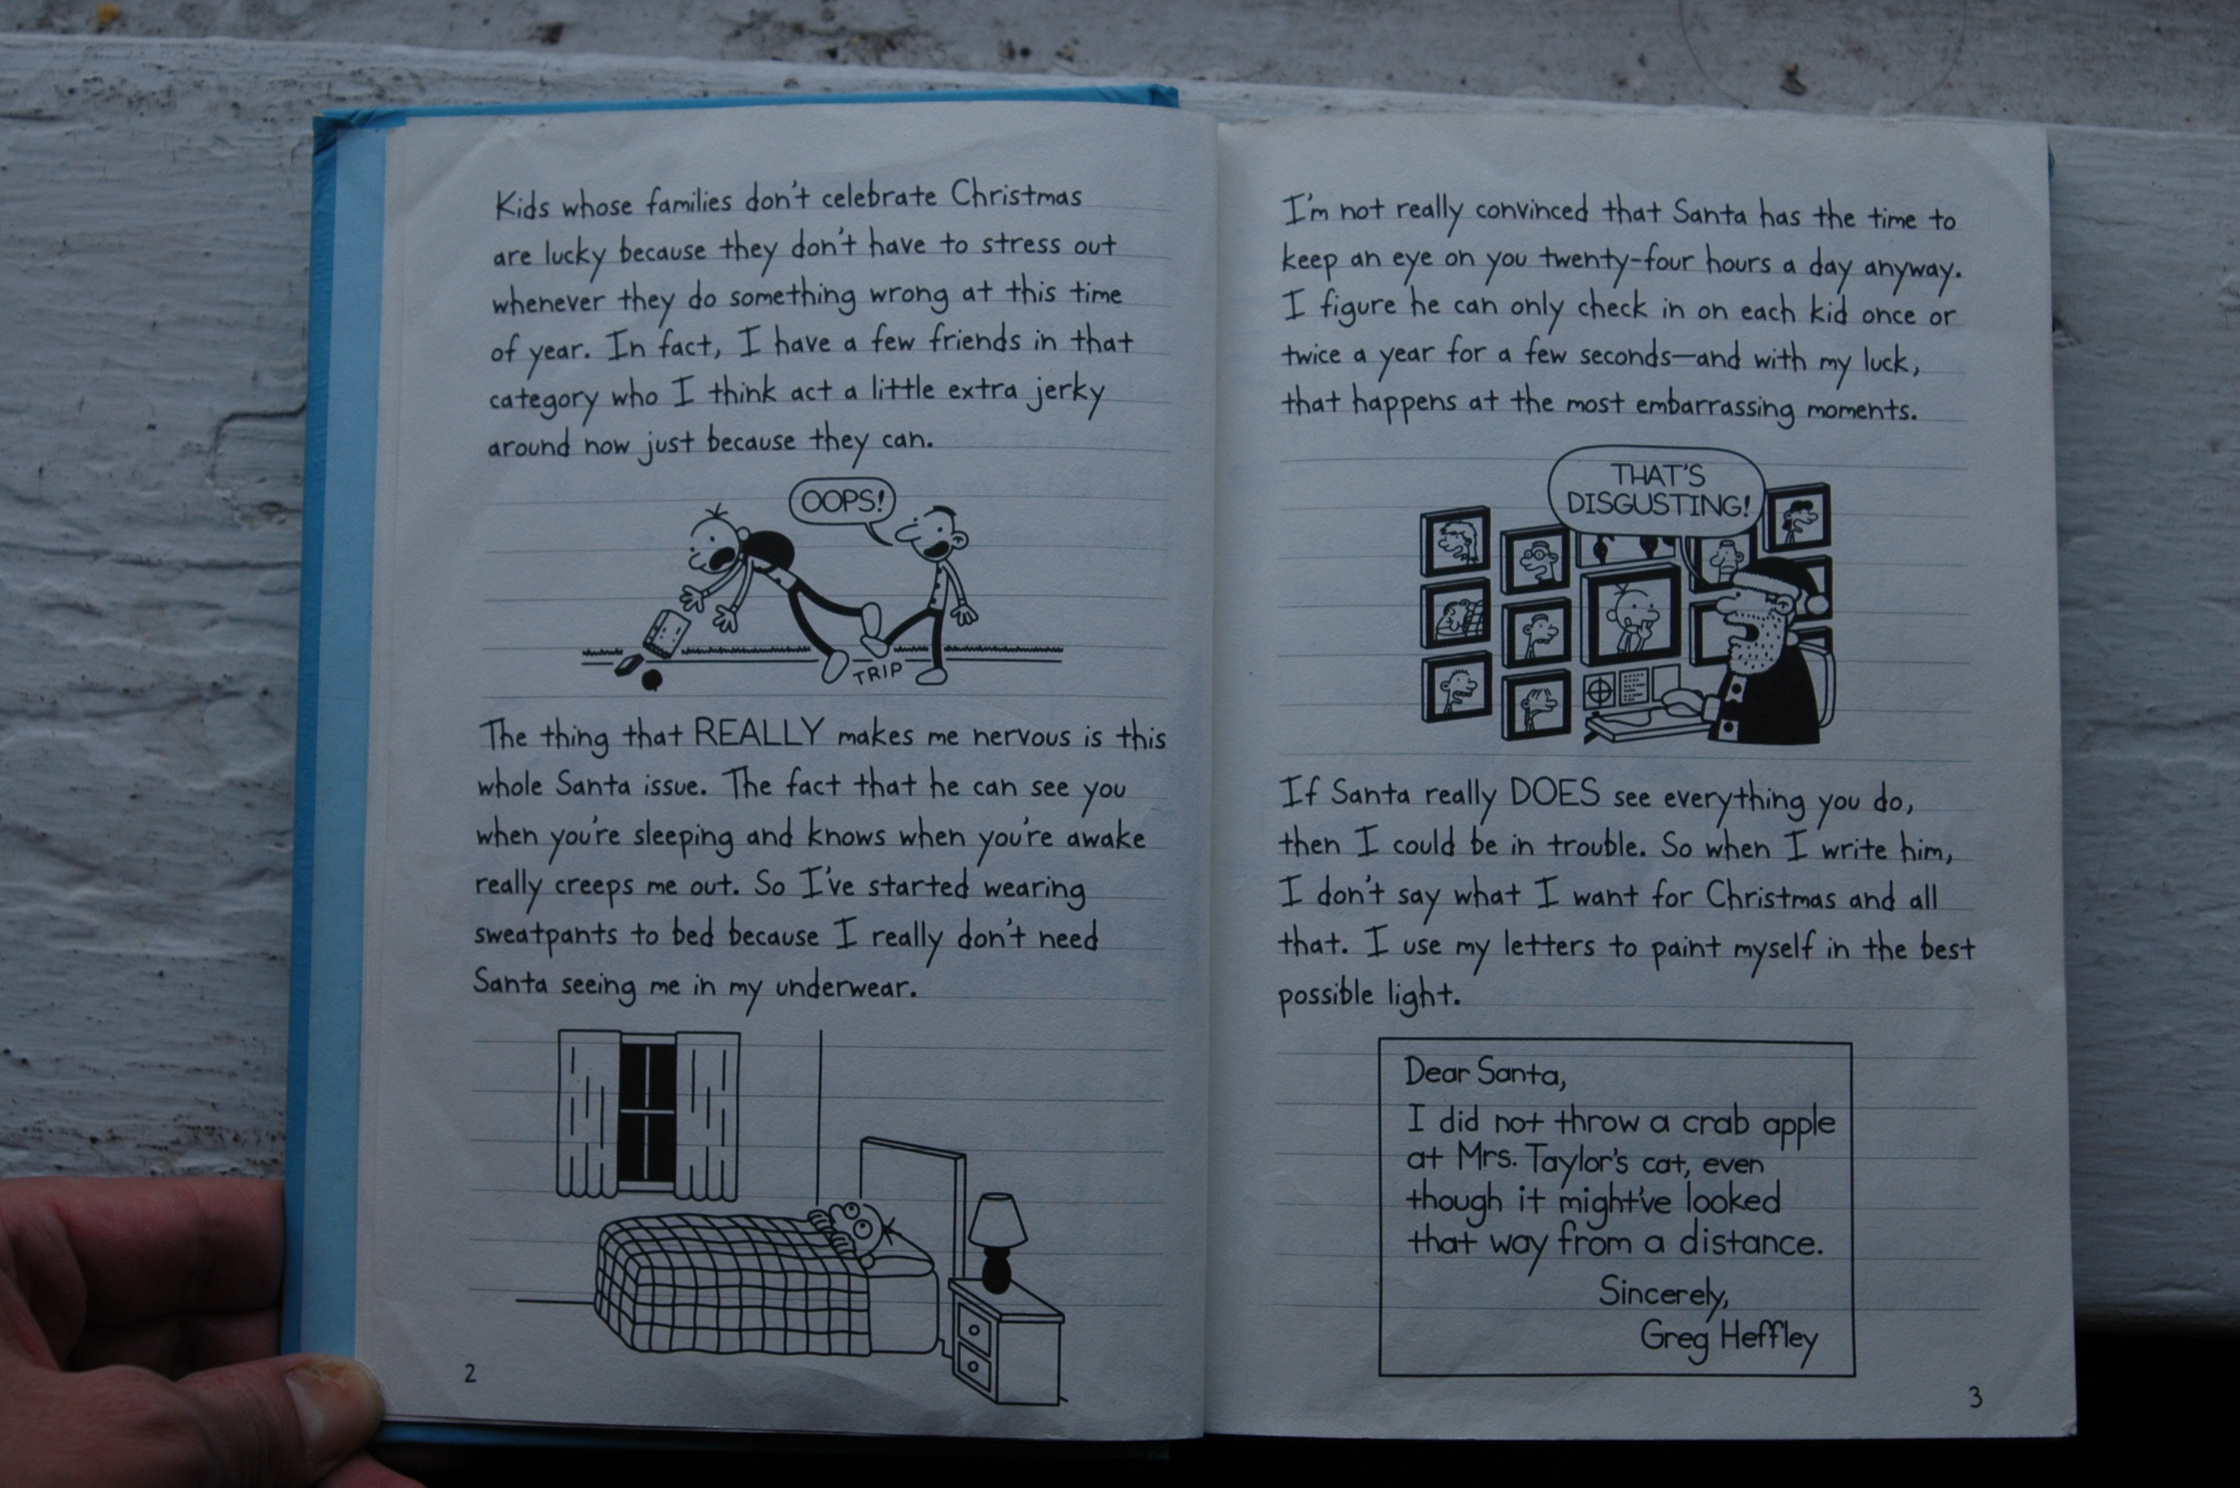 Kids whose families don't celebrate Christmas
are lucky because they don't have to stress out
whenever they do something wrong at this time
of year. In fact, I have a few friends in that
category who I think act a little extra jerky
around now just because they can.
OOPS!
TRIP
The thing that REALLY makes me nervous is this
whole Santa issue. The fact that he can see you
when you're sleeping and knows when you're awake
really creeps me out. So I've started wearing
sweatpants to bed because I really don't need
Santa seeing me in my underwear.
2
I'm not really convinced that Santa has the time to
keep an eye on you twenty-four hours a day anyway.
I figure he can only check in on each kid once or
twice a year for a few seconds—and with my luck,
that happens at the most embarrassing moments.
THAT'S
DISGUSTING!
If Santa really DOES see everything you do,
then I could be in trouble. So when I write him,
I don't say what I want for Christmas and all
that. I use my letters to paint myself in the best
possible light.
Dear Santa,
I did not throw a crab apple
at Mrs. Taylor's cat, even
though it might've looked
that way from a distance.
Sincerely,
Greg Heffley
3